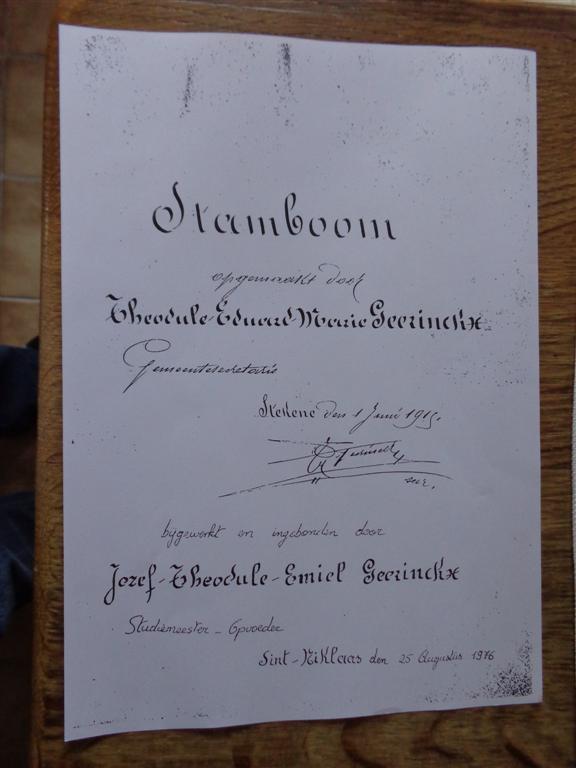 Stamboom
opgemaakt door
Theodule-Eduard-Marie Geerinckx
Gemeentesecretaris
Stekene den 1 Juni 1915.
secr.
bijgewerkt en ingebonden door
Jozef-Theodule-Emiel Geerinckx
Studiemeester-Opvoeder
Sint-Niklaas den 25 Augustus 1976